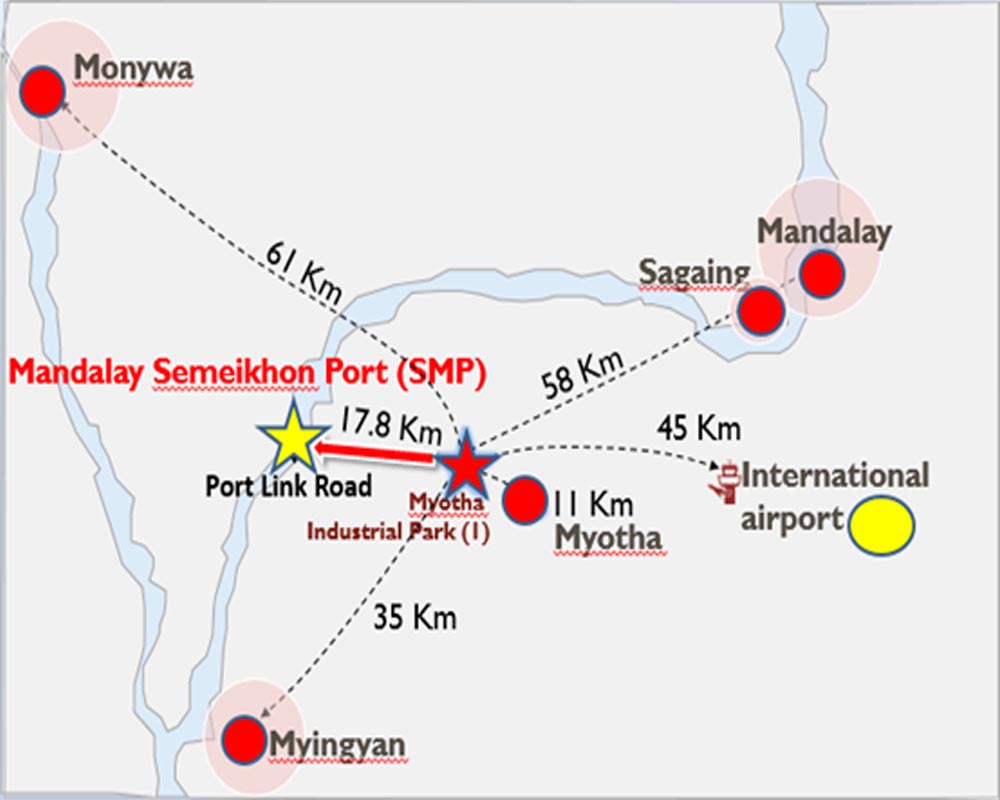 Monywa
61 Km
Mandalay
Sagaing
58 Km
Mandalay Semeikhon Port (SMP)
17.8 Km
45 Km
Port Link Road
International
airport
Myotha
Industrial Park (1)
11 Km
Myotha
35 Km
Myingyan